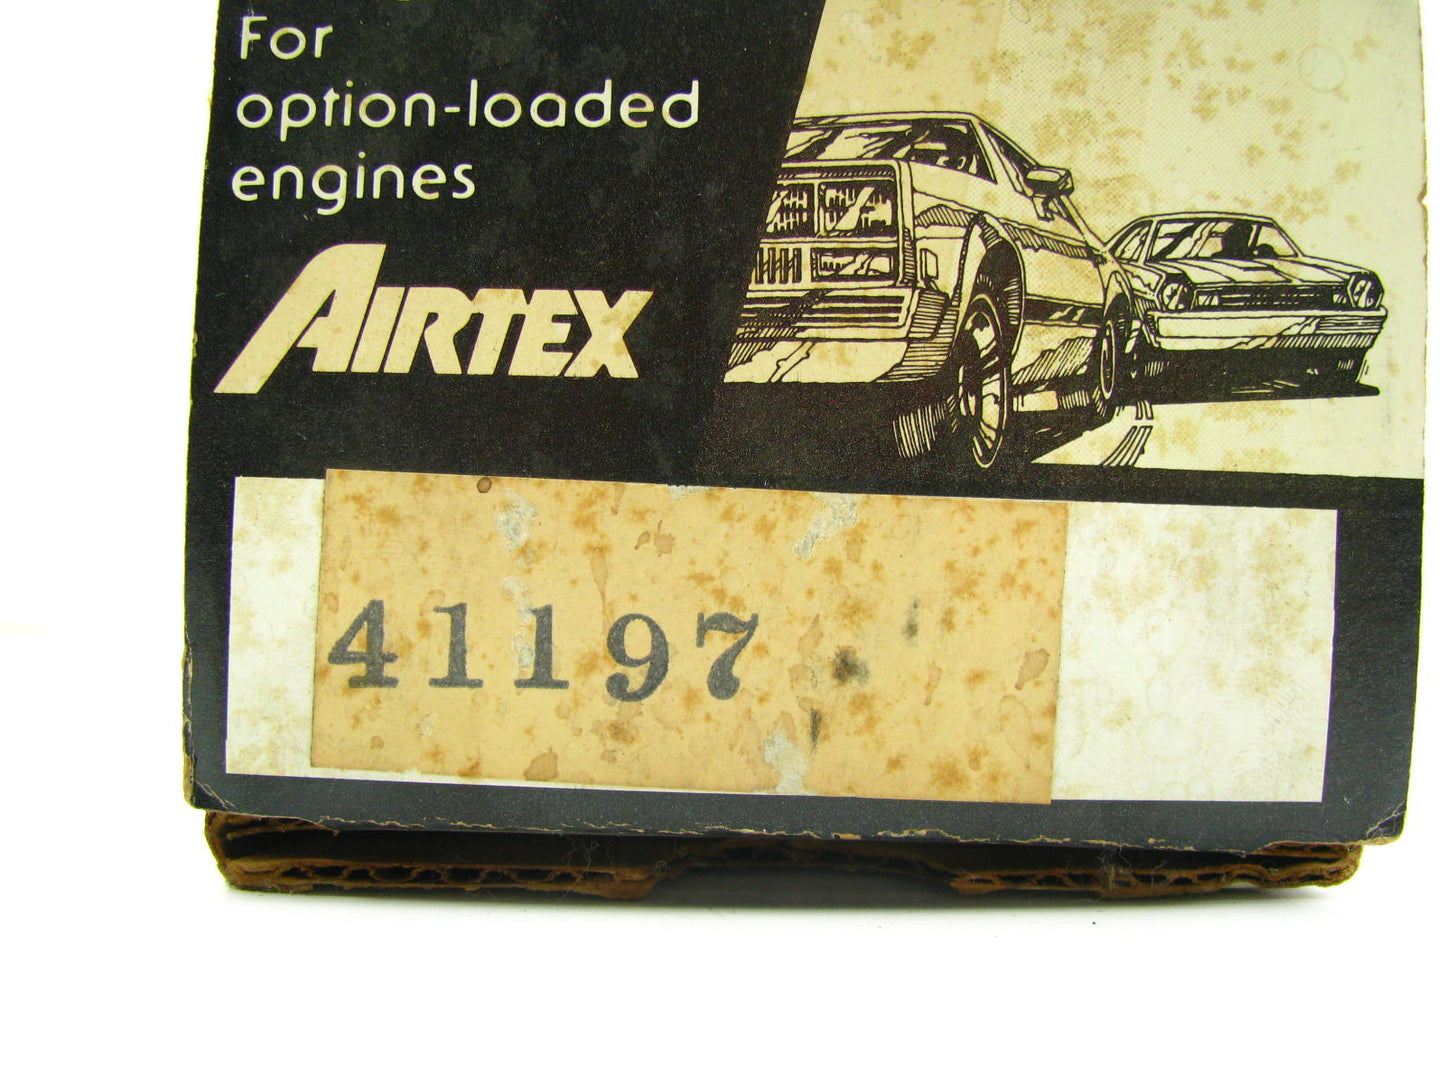 For
option-loaded
engines
AIRTEX
41197